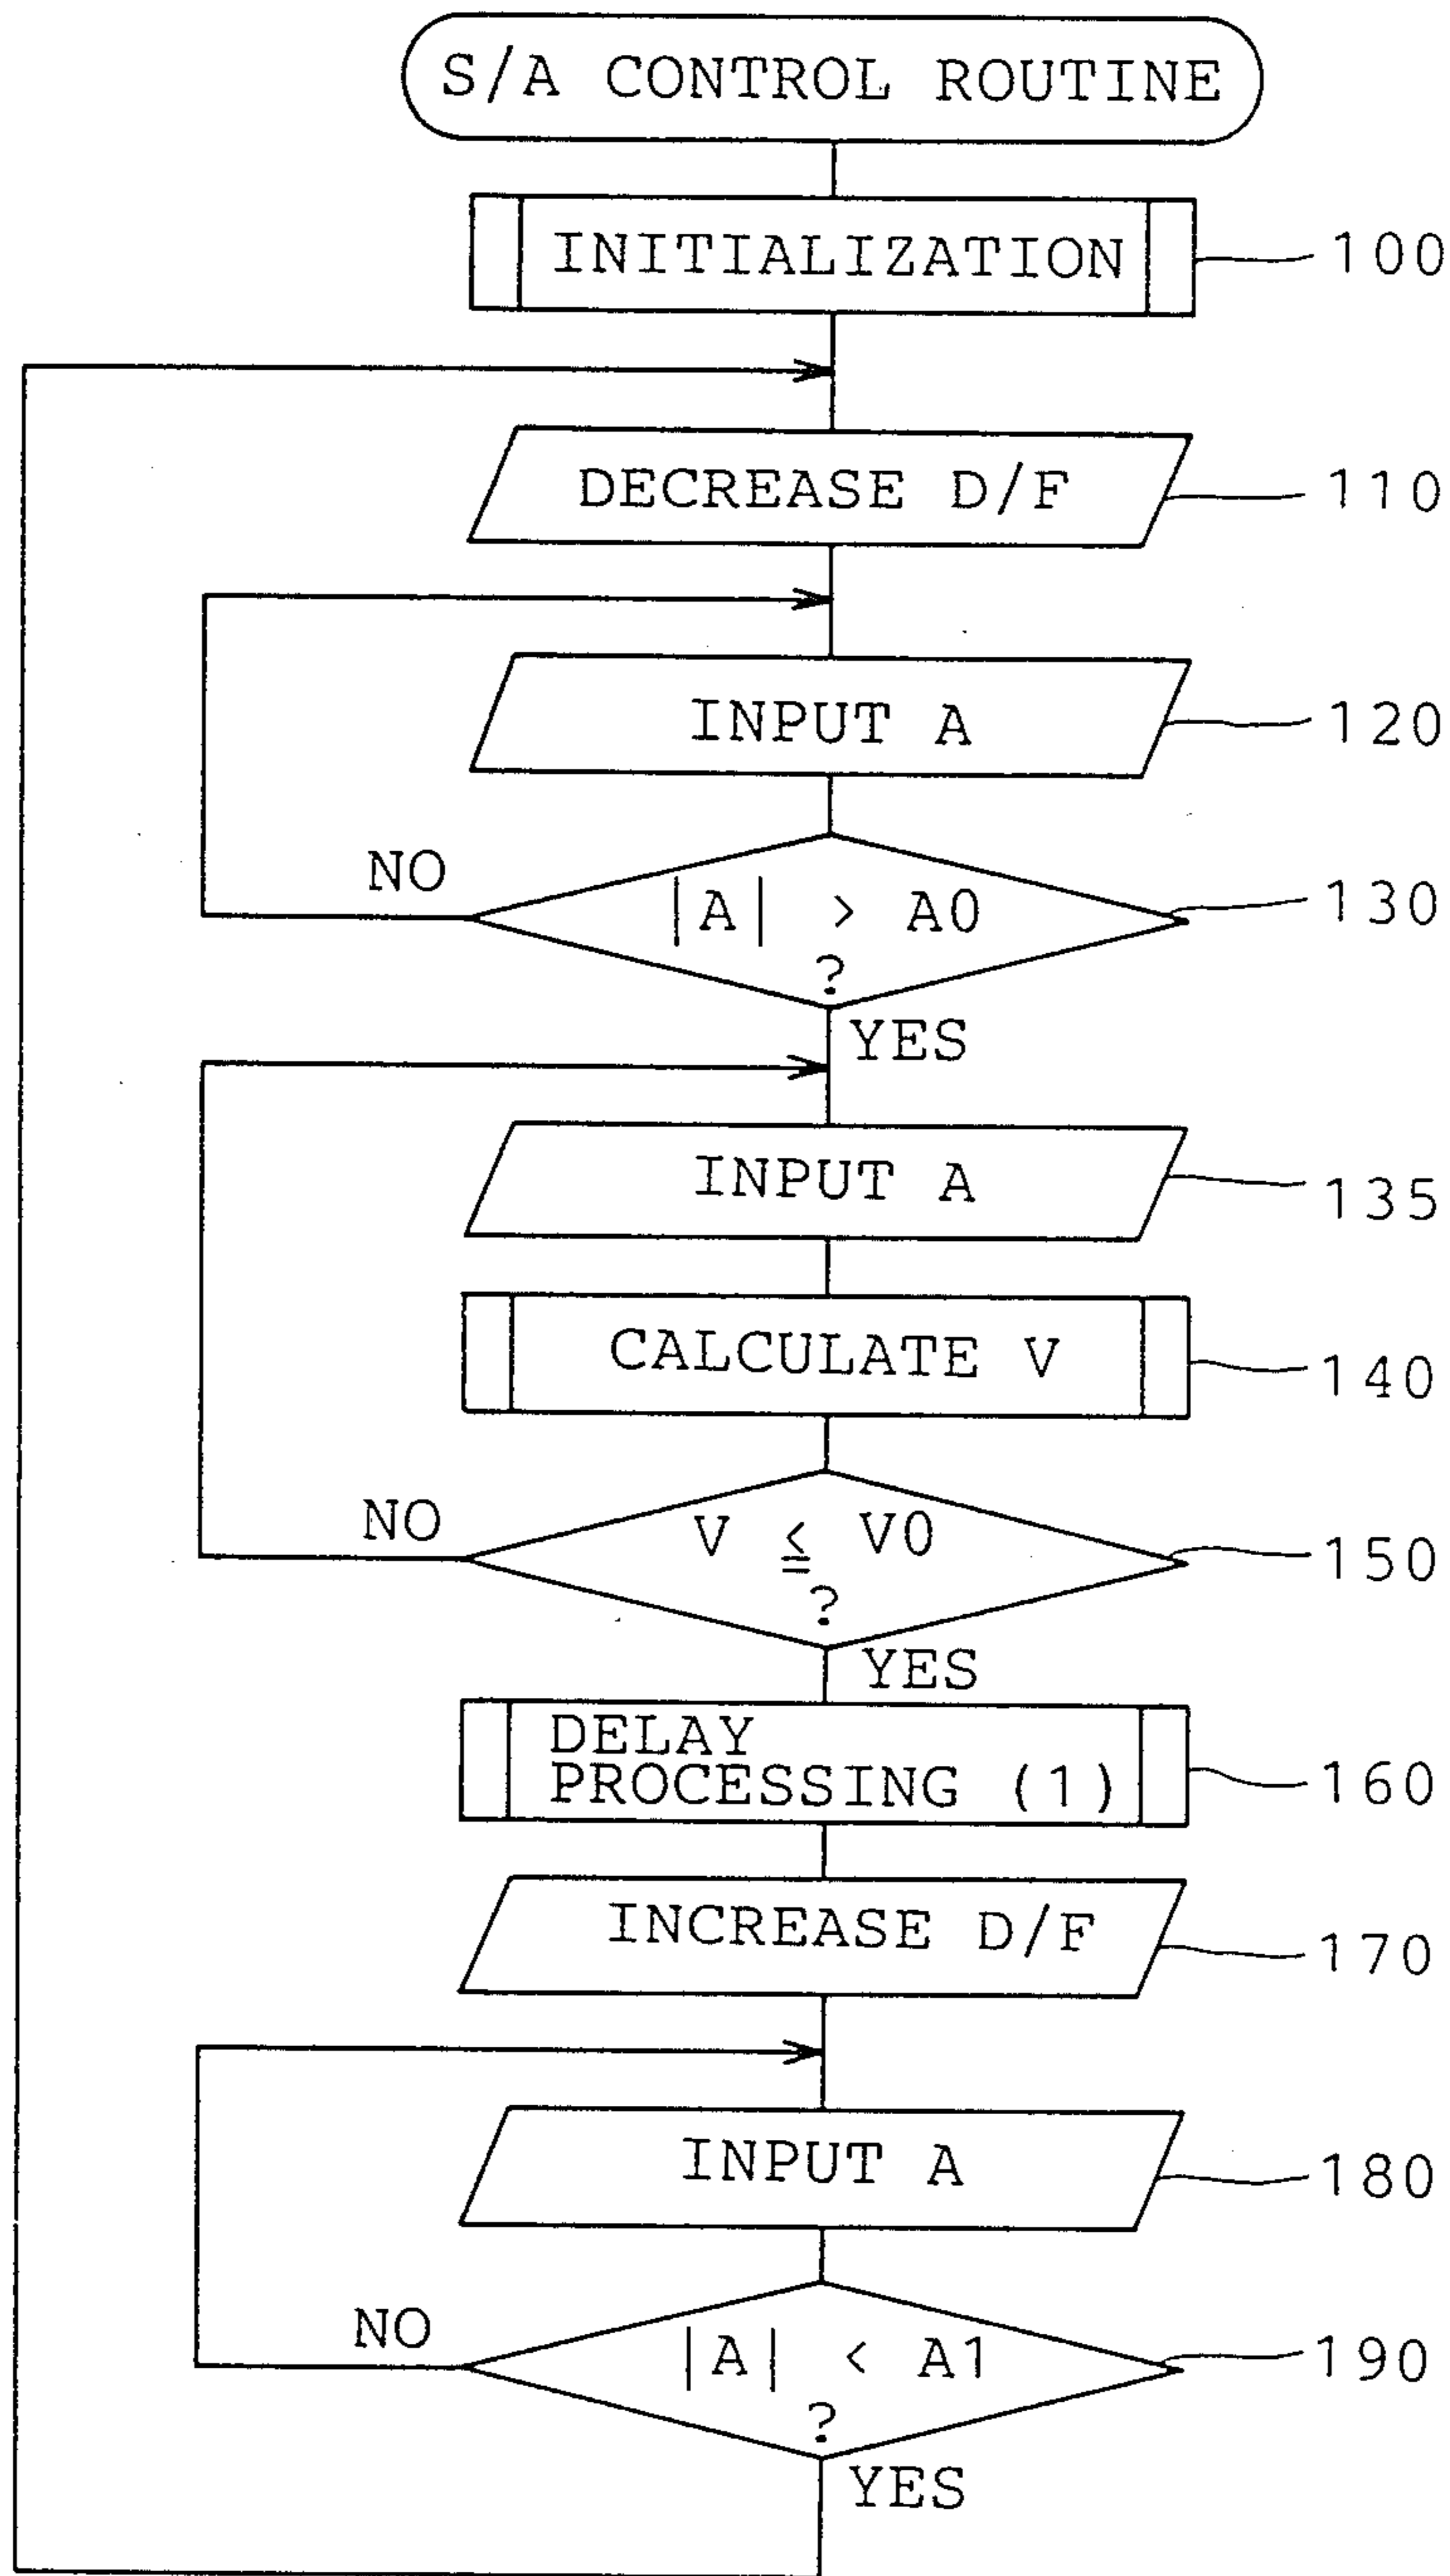 S/A CONTROL ROUTINE
INITIALIZATION
100
DECREASE D/F
110
INPUT A
120
NO
|A| > A0
?
130
YES
INPUT A
135
CALCULATE V
140
NO
V ≦ V0
?
150
YES
DELAY
PROCESSING (1)
160
INCREASE D/F
170
INPUT A
180
NO
|A| < A1
?
190
YES